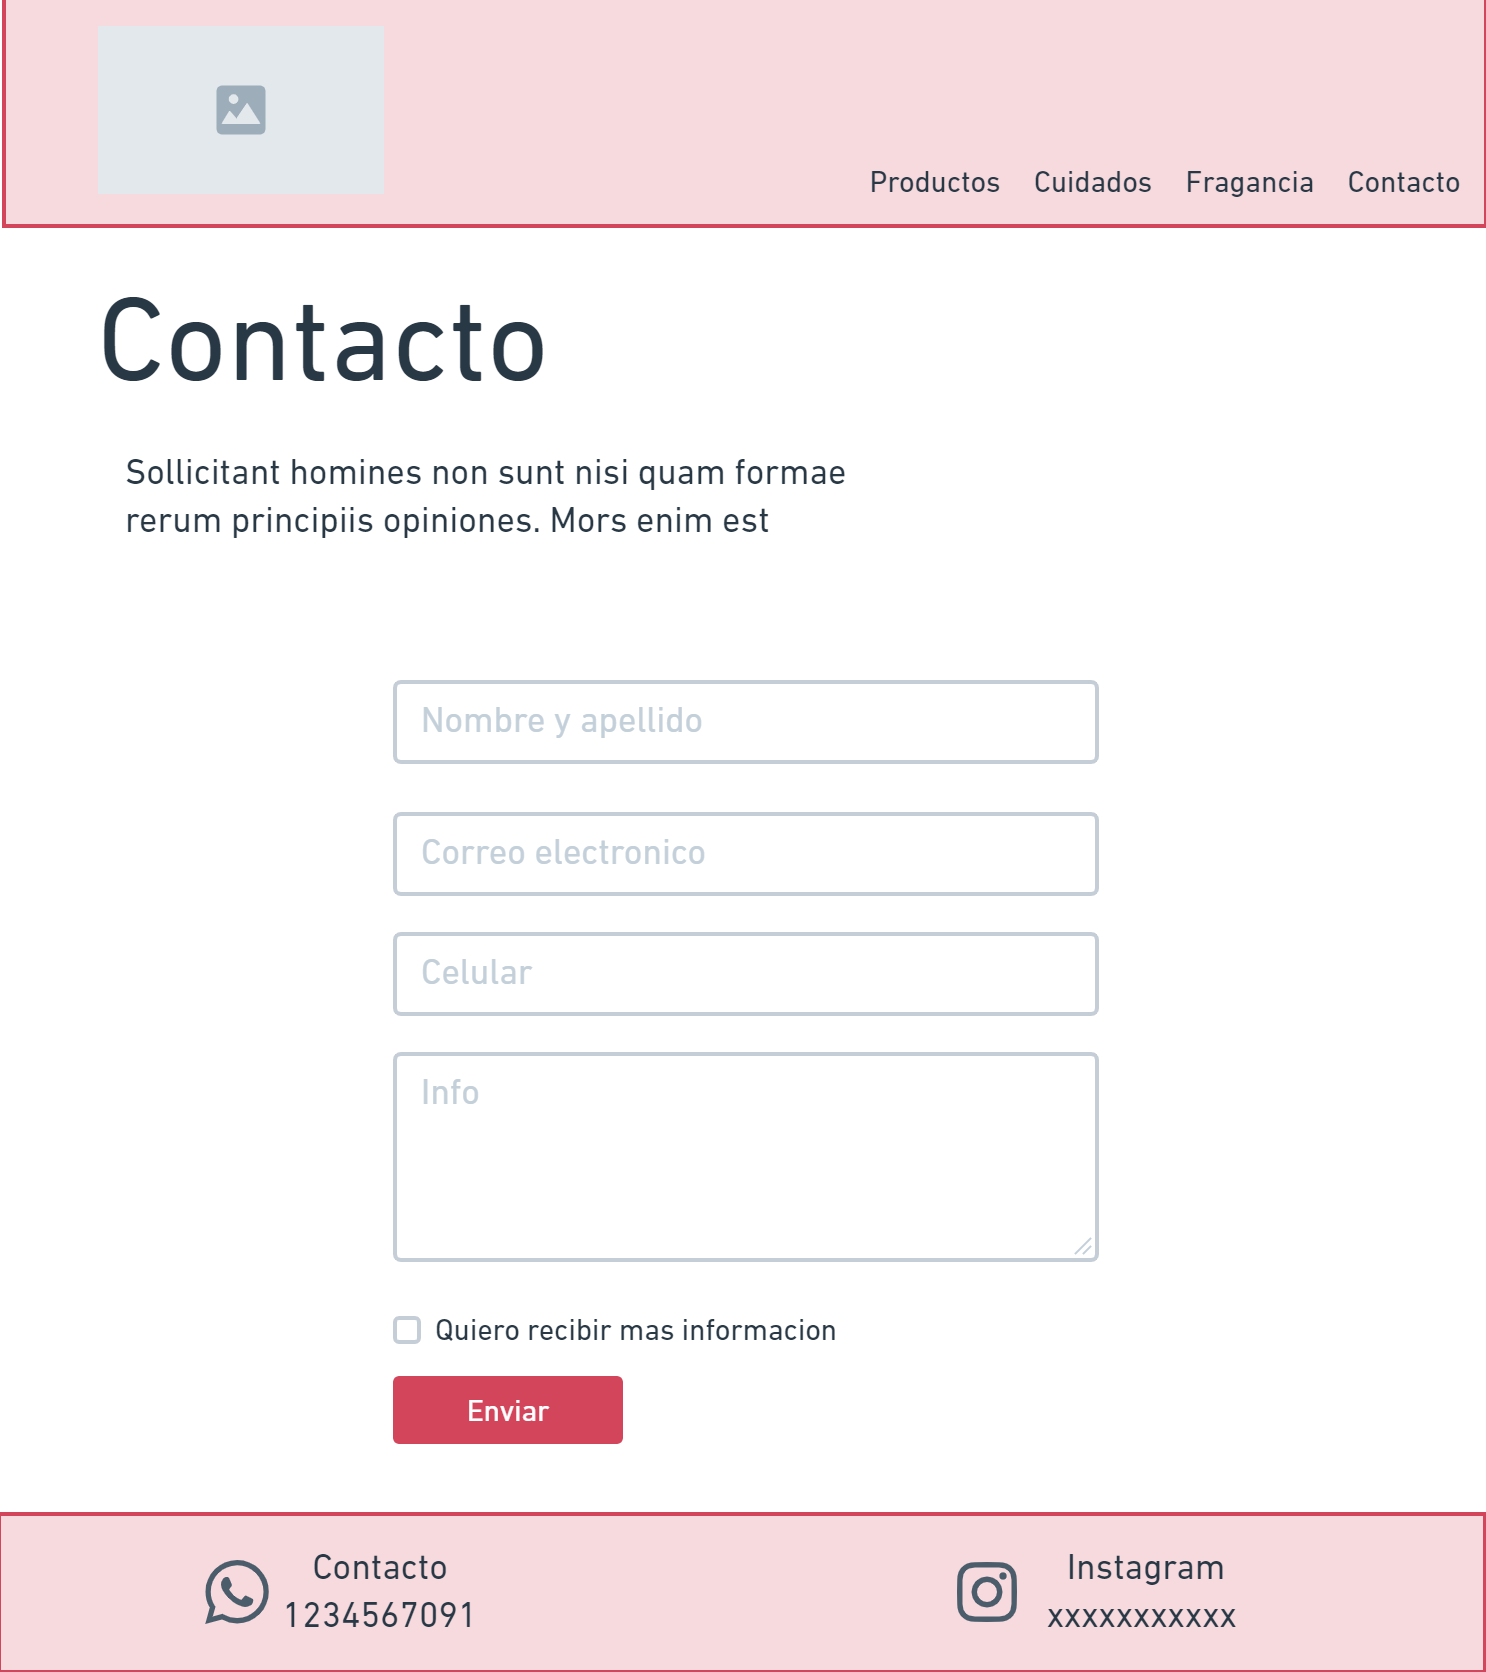 Productos Cuidados Fragancia Contacto
Contacto
Sollicitant homines non sunt nisi quam formae
rerum principiis opiniones. Mors enim est
Nombre y apellido
Correo electronico
Celular
Info
Quiero recibir mas informacion
Enviar
Contacto
1234567091
Instagram
xxxxxxxxxxx